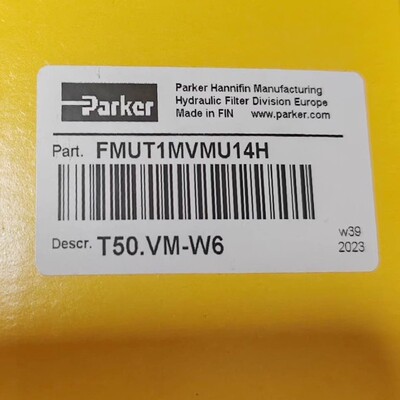 Parker
Parker Hannifin Manufacturing
Hydraulic Filter Division Europe
Made in FIN www.parker.com
Part. FMUT1MVMU14H
Descr. T50.VM-W6
w39
2023